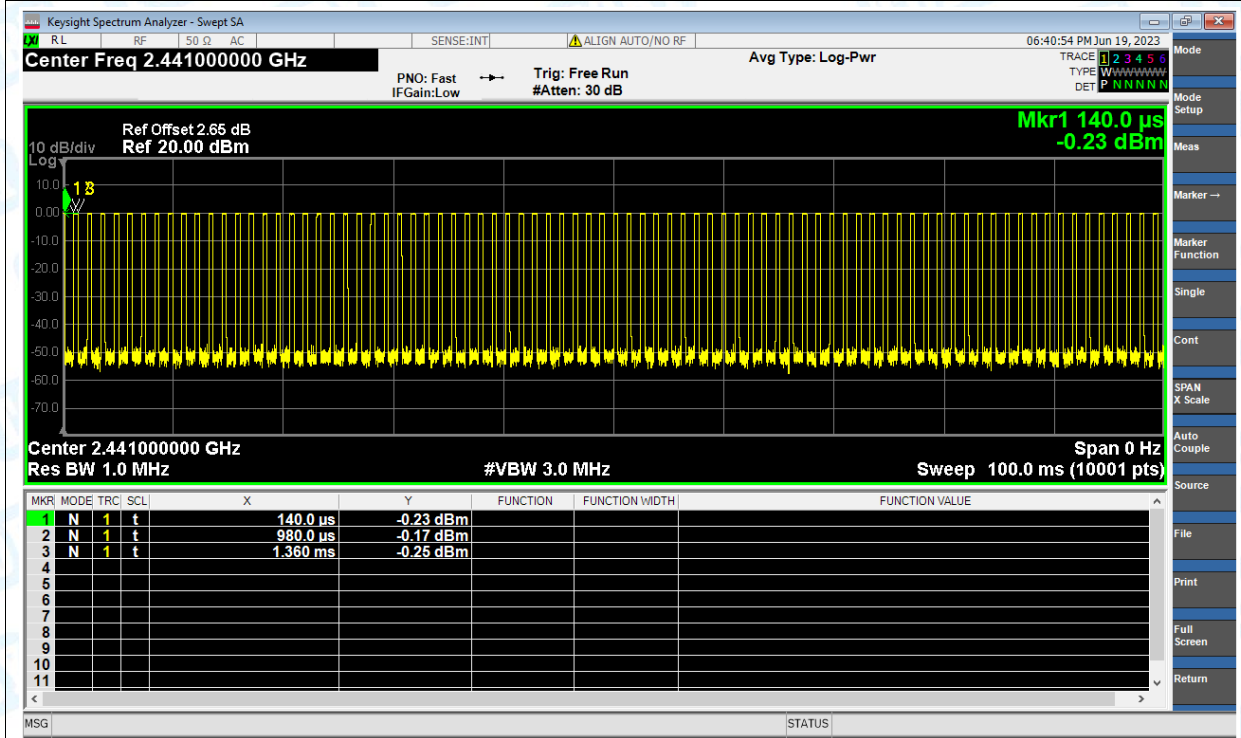 Keysight Spectrum Analyzer - Swept SA
LXI RL RF 50 Ω AC SENSE:INT ALIGN AUTO/NO RF 06:40:54 PM Jun 19, 2023
Center Freq 2.441000000 GHz
PNO: Fast
IFGain:Low
Trig: Free Run
#Atten: 30 dB
Avg Type: Log-Pwr
TRACE 1 2 3 4 5 6
TYPE WWWWWW
DET P N N N N N
Mkr1 140.0 µs
-0.23 dBm
Ref Offset 2.65 dB
10 dB/div Ref 20.00 dBm
Log
10.0
0.00
-10.0
-20.0
-30.0
-40.0
-50.0
-60.0
-70.0
1 3
Center 2.441000000 GHz Span 0 Hz
Res BW 1.0 MHz #VBW 3.0 MHz Sweep 100.0 ms (10001 pts)
MKR MODE TRC SCL X Y FUNCTION FUNCTION WIDTH FUNCTION VALUE
1 N 1 t 140.0 µs -0.23 dBm
2 N 1 t 980.0 µs -0.17 dBm
3 N 1 t 1.360 ms -0.25 dBm
4
5
6
7
8
9
10
11
MSG STATUS
Mode
Mode
Setup
Meas
Marker →
Marker
Function
Single
Cont
SPAN
X Scale
Auto
Couple
Source
File
Print
Full
Screen
Return